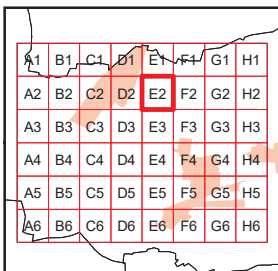 A1 B1 C1 D1 E1 F1 G1 H1
A2 B2 C2 D2 E2 F2 G2 H2
A3 B3 C3 D3 E3 F3 G3 H3
A4 B4 C4 D4 E4 F4 G4 H4
A5 B5 C5 D5 E5 F5 G5 H5
A6 B6 C6 D6 E6 F6 G6 H6